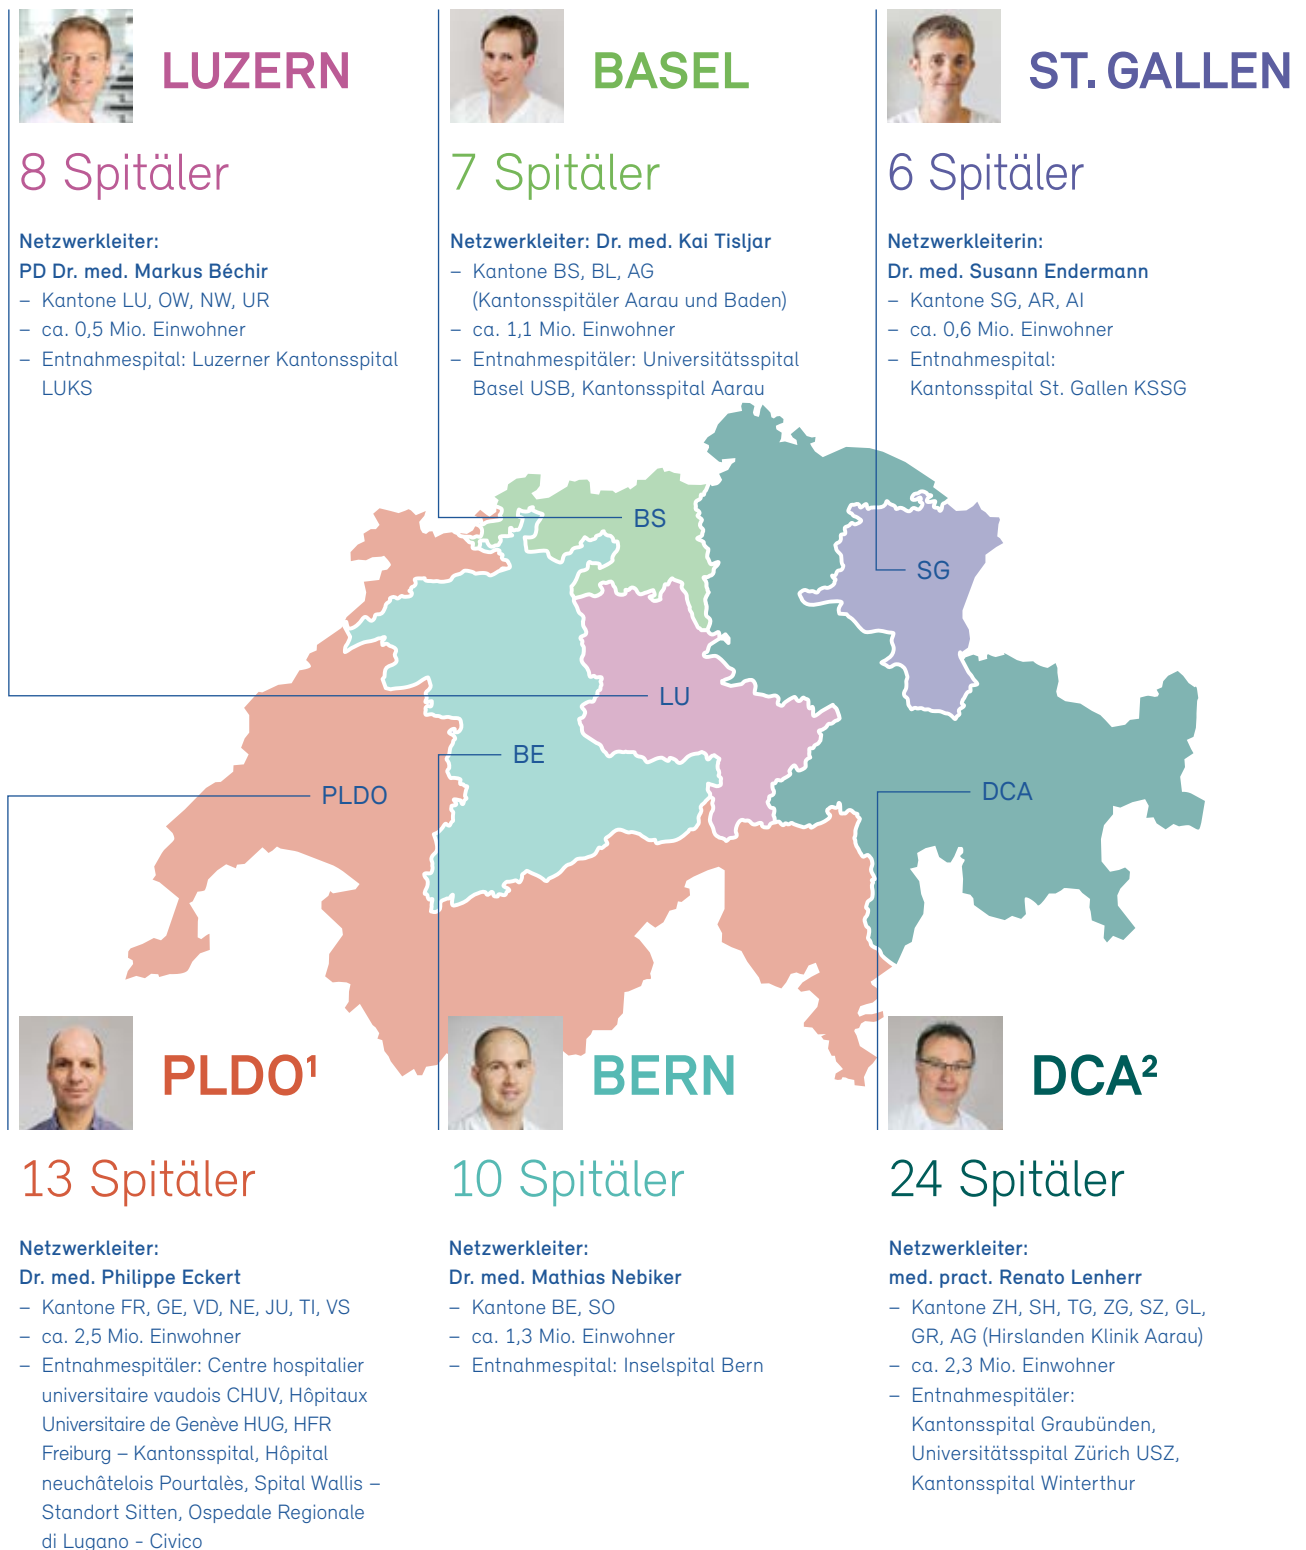 LUZERN
8 Spitäler
Netzwerkleiter:
PD Dr. med. Markus Béchir
– Kantone LU, OW, NW, UR
– ca. 0,5 Mio. Einwohner
– Entnahmespital: Luzerner Kantonsspital
LUKS
BASEL
7 Spitäler
Netzwerkleiter: Dr. med. Kai Tisljar
– Kantone BS, BL, AG
(Kantonsspitäler Aarau und Baden)
– ca. 1,1 Mio. Einwohner
– Entnahmespitäler: Universitätsspital
Basel USB, Kantonsspital Aarau
ST. GALLEN
6 Spitäler
Netzwerkleiterin:
Dr. med. Susann Endermann
– Kantone SG, AR, AI
– ca. 0,6 Mio. Einwohner
– Entnahmespital:
Kantonsspital St. Gallen KSSG
BS
SG
LU
BE
PLDO
DCA
PLDO¹
13 Spitäler
Netzwerkleiter:
Dr. med. Philippe Eckert
– Kantone FR, GE, VD, NE, JU, TI, VS
– ca. 2,5 Mio. Einwohner
– Entnahmespitäler: Centre hospitalier
universitaire vaudois CHUV, Hôpitaux
Universitaire de Genève HUG, HFR
Freiburg – Kantonsspital, Hôpital
neuchâtelois Pourtalès, Spital Wallis –
Standort Sitten, Ospedale Regionale
di Lugano - Civico
BERN
10 Spitäler
Netzwerkleiter:
Dr. med. Mathias Nebiker
– Kantone BE, SO
– ca. 1,3 Mio. Einwohner
– Entnahmespital: Inselspital Bern
DCA²
24 Spitäler
Netzwerkleiter:
med. pract. Renato Lenherr
– Kantone ZH, SH, TG, ZG, SZ, GL,
GR, AG (Hirslanden Klinik Aarau)
– ca. 2,3 Mio. Einwohner
– Entnahmespitäler:
Kantonsspital Graubünden,
Universitätsspital Zürich USZ,
Kantonsspital Winterthur